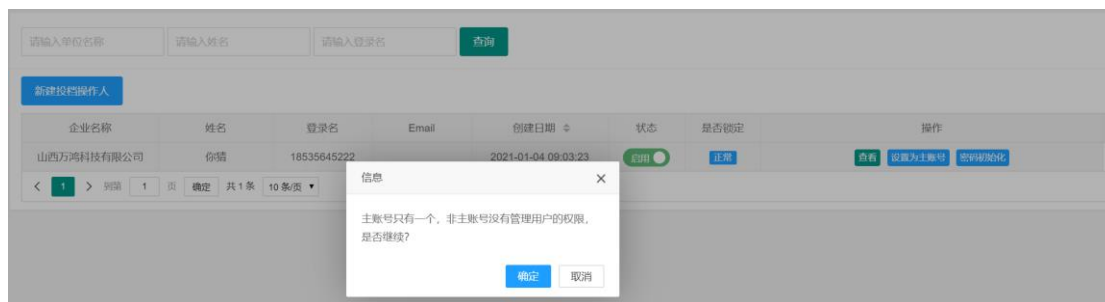 请输入单位名称 请输入姓名 请输入登录名 查询
新建投档操作人
企业名称 姓名 登录名 Email 创建日期 状态 是否锁定 操作
山西万鸿科技有限公司 你猜 18535645222 2021-01-04 09:03:23 启用 正常 查看 设置为主账号 密码初始化
1 到第 1 页 确定 共 1 条 10 条/页
信息
主账号只有一个，非主账号没有管理用户的权限，
是否继续？
确定 取消